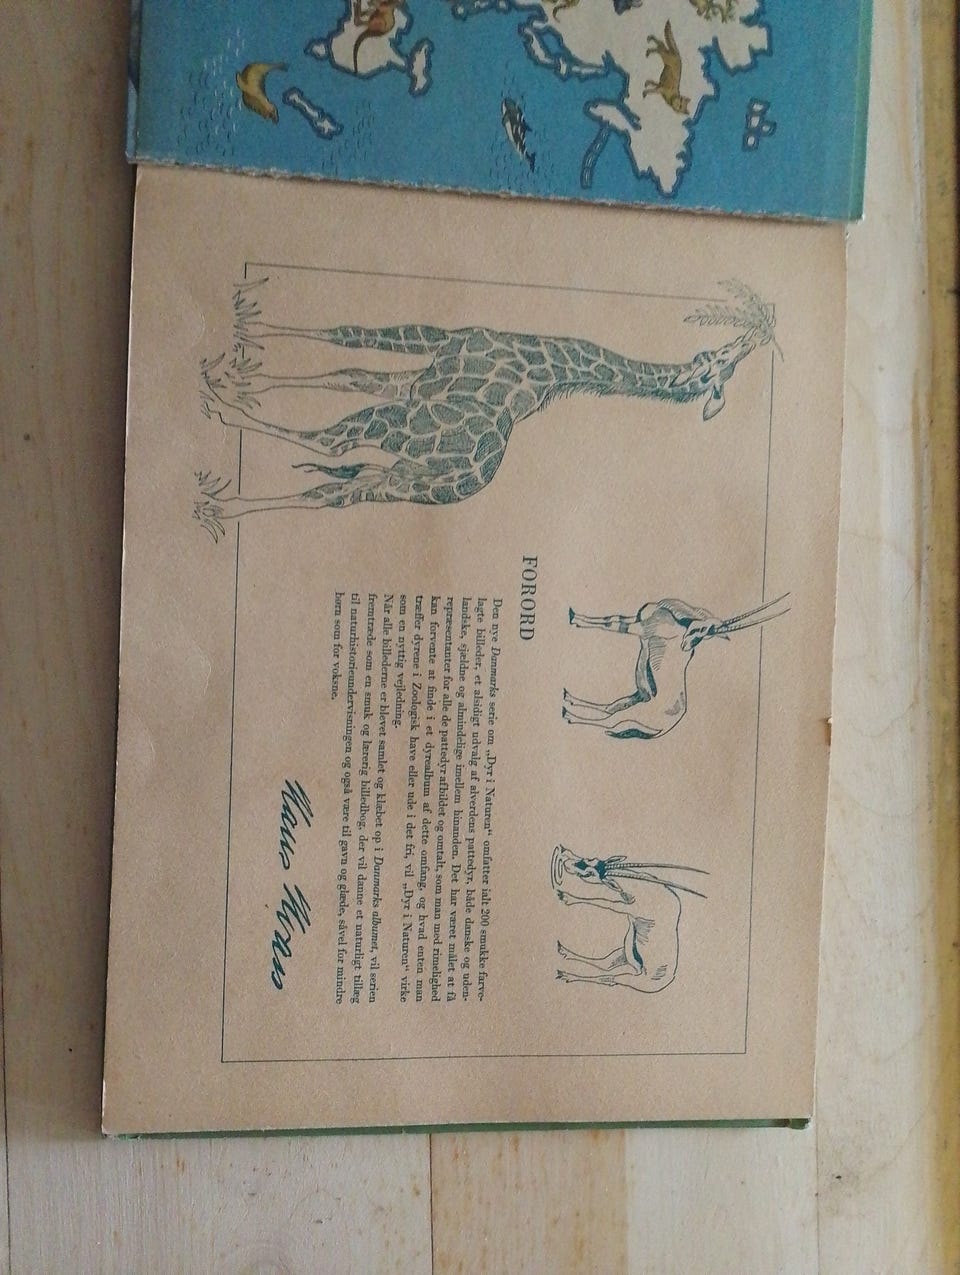 FORORD
Den nye Danmarks serie om „Dyr i Naturen“ omfatter ialt 200 smukke farve-
lagte billeder, et alsidigt udvalg af alverdens pattedyr, både danske og uden-
landske, sjældne og almindelige imellem hinanden. Det har været målet at få
repræsentanter for alle de pattedyr afbildet og omtalt, som man med rimelighed
kan forvente at finde i et dyrealbum af dette omfang, og hvad enten man
træffer dyrene i Zoologisk have eller ude i det fri, vil „Dyr i Naturen“ virke
som en nyttig vejledning.
Når alle billederne er blevet samlet og klæbet op i Danmarks albumet, vil serien
fremtræde som en smuk og lærerig billedbog, der vil danne et naturligt tillæg
til naturhistorieundervisningen og også være til gavn og glæde, såvel for mindre
børn som for voksne.
Hans Hvass